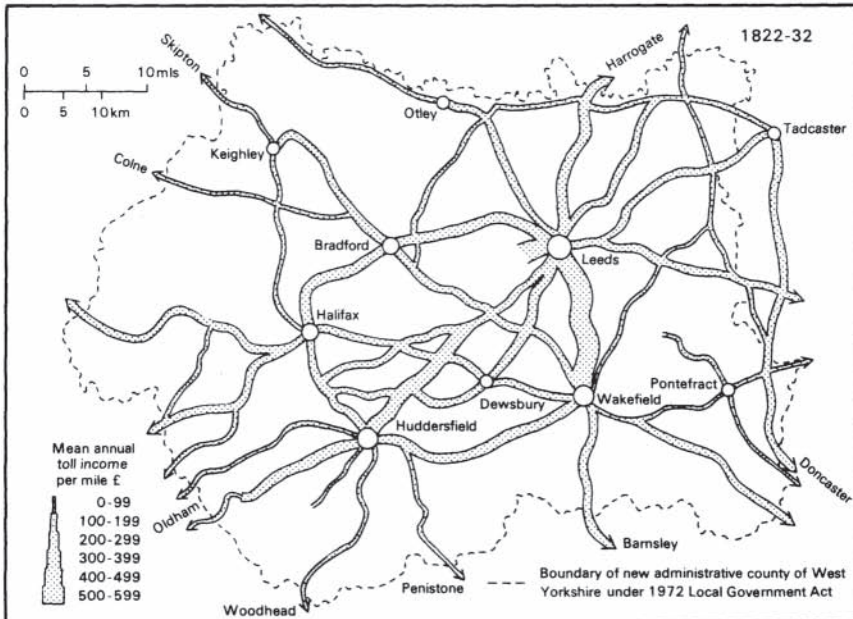 1822-32
Skipton
Harrogate
0 5 10 mls
0 5 10 km
Otley
Tadcaster
Keighley
Colne
Bradford
Leeds
Halifax
Dewsbury
Wakefield
Pontefract
Huddersfield
Mean annual
toll income
per mile £
0-99
100-199
200-299
300-399
400-499
500-599
Oldham
Doncaster
Barnsley
Penistone
Woodhead
Boundary of new administrative county of West
Yorkshire under 1972 Local Government Act